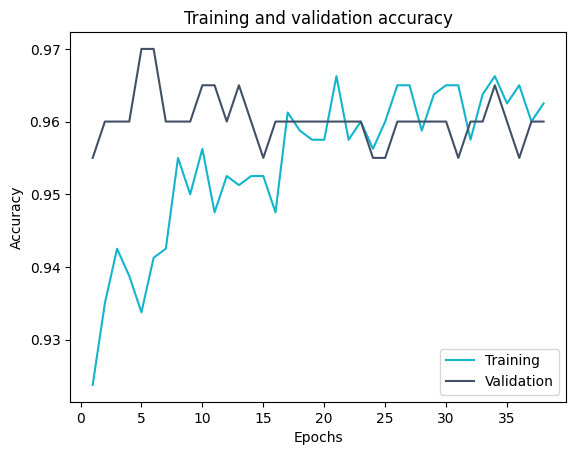 Training and validation accuracy
0.97
0.96
0.95
0.94
0.93
Accuracy
Training
Validation
0 5 10 15 20 25 30 35
Epochs